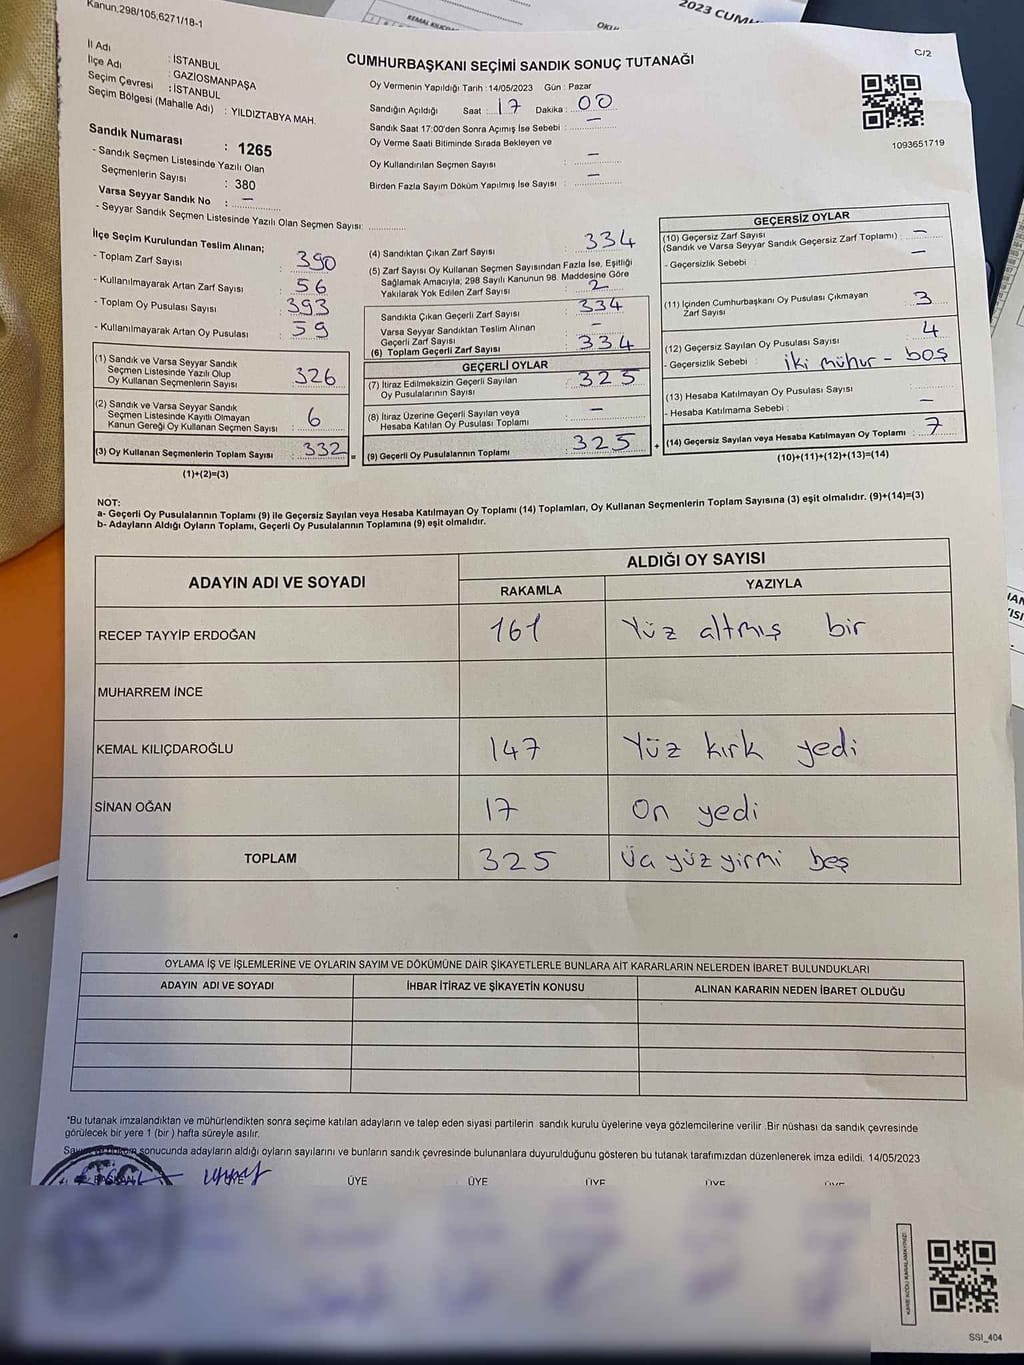 Kanun.298/105,6271/18-1
2023 CUMH
C/2
CUMHURBAŞKANI SEÇİMİ SANDIK SONUÇ TUTANAĞI
İl Adı : İSTANBUL
İlçe Adı : GAZİOSMANPAŞA
Seçim Çevresi : İSTANBUL
Seçim Bölgesi (Mahalle Adı) : YILDIZTABYA MAH.
Sandık Numarası : 1265
- Sandık Seçmen Listesinde Yazılı Olan
Seçmenlerin Sayısı : 380
Varsa Seyyar Sandık No : —
- Seyyar Sandık Seçmen Listesinde Yazılı Olan Seçmen Sayısı: ..............
Oy Vermenin Yapıldığı Tarih : 14/05/2023 Gün : Pazar
Sandığın Açıldığı Saat : 17 Dakika : 00
Sandık Saat 17:00'den Sonra Açımış İse Sebebi : —
Oy Verme Saati Bitiminde Sırada Bekleyen ve
Oy Kullandırılan Seçmen Sayısı : —
Birden Fazla Sayım Döküm Yapılmış İse Sayısı : —
1093651719
İlçe Seçim Kurulundan Teslim Alınan;
- Toplam Zarf Sayısı : 390
- Kullanılmayarak Artan Zarf Sayısı : 56
- Toplam Oy Pusulası Sayısı : 393
- Kullanılmayarak Artan Oy Pusulası : 59
(1) Sandık ve Varsa Seyyar Sandık
Seçmen Listesinde Yazılı Olup
Oy Kullanan Seçmenlerin Sayısı : 326
(2) Sandık ve Varsa Seyyar Sandık
Seçmen Listesinde Kayıtlı Olmayan
Kanun Gereği Oy Kullanan Seçmen Sayısı : 6
(3) Oy Kullanan Seçmenlerin Toplam Sayısı : 332 =
(1)+(2)=(3)
(4) Sandıktan Çıkan Zarf Sayısı : 334
(5) Zarf Sayısı Oy Kullanan Seçmen Sayısından Fazla İse, Eşitliği
Sağlamak Amacıyla; 298 Sayılı Kanunun 98. Maddesine Göre
Yakılarak Yok Edilen Zarf Sayısı : 2
Sandıkta Çıkan Geçerli Zarf Sayısı : 334
Varsa Seyyar Sandıktan Teslim Alınan
Geçerli Zarf Sayısı : —
(6) Toplam Geçerli Zarf Sayısı : 334
GEÇERLİ OYLAR
(7) İtiraz Edilmeksizin Geçerli Sayılan
Oy Pusulalarının Sayısı : 325
(8) İtiraz Üzerine Geçerli Sayılan veya
Hesaba Katılan Oy Pusulası Toplamı : —
(9) Geçerli Oy Pusulalarının Toplamı : 325 +
GEÇERSİZ OYLAR
(10) Geçersiz Zarf Sayısı
(Sandık ve Varsa Seyyar Sandık Geçersiz Zarf Toplamı) : —
- Geçersizlik Sebebi : —
(11) İçinden Cumhurbaşkanı Oy Pusulası Çıkmayan
Zarf Sayısı : 3
(12) Geçersiz Sayılan Oy Pusulası Sayısı : 4
- Geçersizlik Sebebi : iki mühur - boş
(13) Hesaba Katılmayan Oy Pusulası Sayısı
- Hesaba Katılmama Sebebi : —
(14) Geçersiz Sayılan veya Hesaba Katılmayan Oy Toplamı : 7
(10)+(11)+(12)+(13)=(14)
NOT:
a- Geçerli Oy Pusulalarının Toplamı (9) ile Geçersiz Sayılan veya Hesaba Katılmayan Oy Toplamı (14) Toplamları, Oy Kullanan Seçmenlerin Toplam Sayısına (3) eşit olmalıdır. (9)+(14)=(3)
b- Adayların Aldığı Oyların Toplamı, Geçerli Oy Pusulalarının Toplamına (9) eşit olmalıdır.
ADAYIN ADI VE SOYADI
ALDIĞI OY SAYISI
RAKAMLA YAZIYLA
RECEP TAYYİP ERDOĞAN 161 Yüz altmış bir
MUHARREM İNCE
KEMAL KILIÇDAROĞLU 147 Yüz kırk yedi
SİNAN OĞAN 17 On yedi
TOPLAM 325 Üç yüz yirmi beş
OYLAMA İŞ VE İŞLEMLERİNE VE OYLARIN SAYIM VE DÖKÜMÜNE DAİR ŞİKAYETLERLE BUNLARA AİT KARARLARIN NELERDEN İBARET BULUNDUKLARI
ADAYIN ADI VE SOYADI İHBAR İTİRAZ VE ŞİKAYETİN KONUSU ALINAN KARARIN NEDEN İBARET OLDUĞU
*Bu tutanak imzalandıktan ve mühürlendikten sonra seçime katılan adayların ve talep eden siyasi partilerin sandık kurulu üyelerine veya gözlemcilerine verilir .Bir nüshası da sandık çevresinde
görülecek bir yere 1 (bir ) hafta süreyle asılır.
sonucunda adayların aldığı oyların sayılarını ve bunların sandık çevresinde bulunanlara duyurulduğunu gösteren bu tutanak tarafımızdan düzenlenerek imza edildi. 14/05/2023
BAŞKAN ÜYE ÜYE ÜYE ÜYE ÜYE
SSI_404